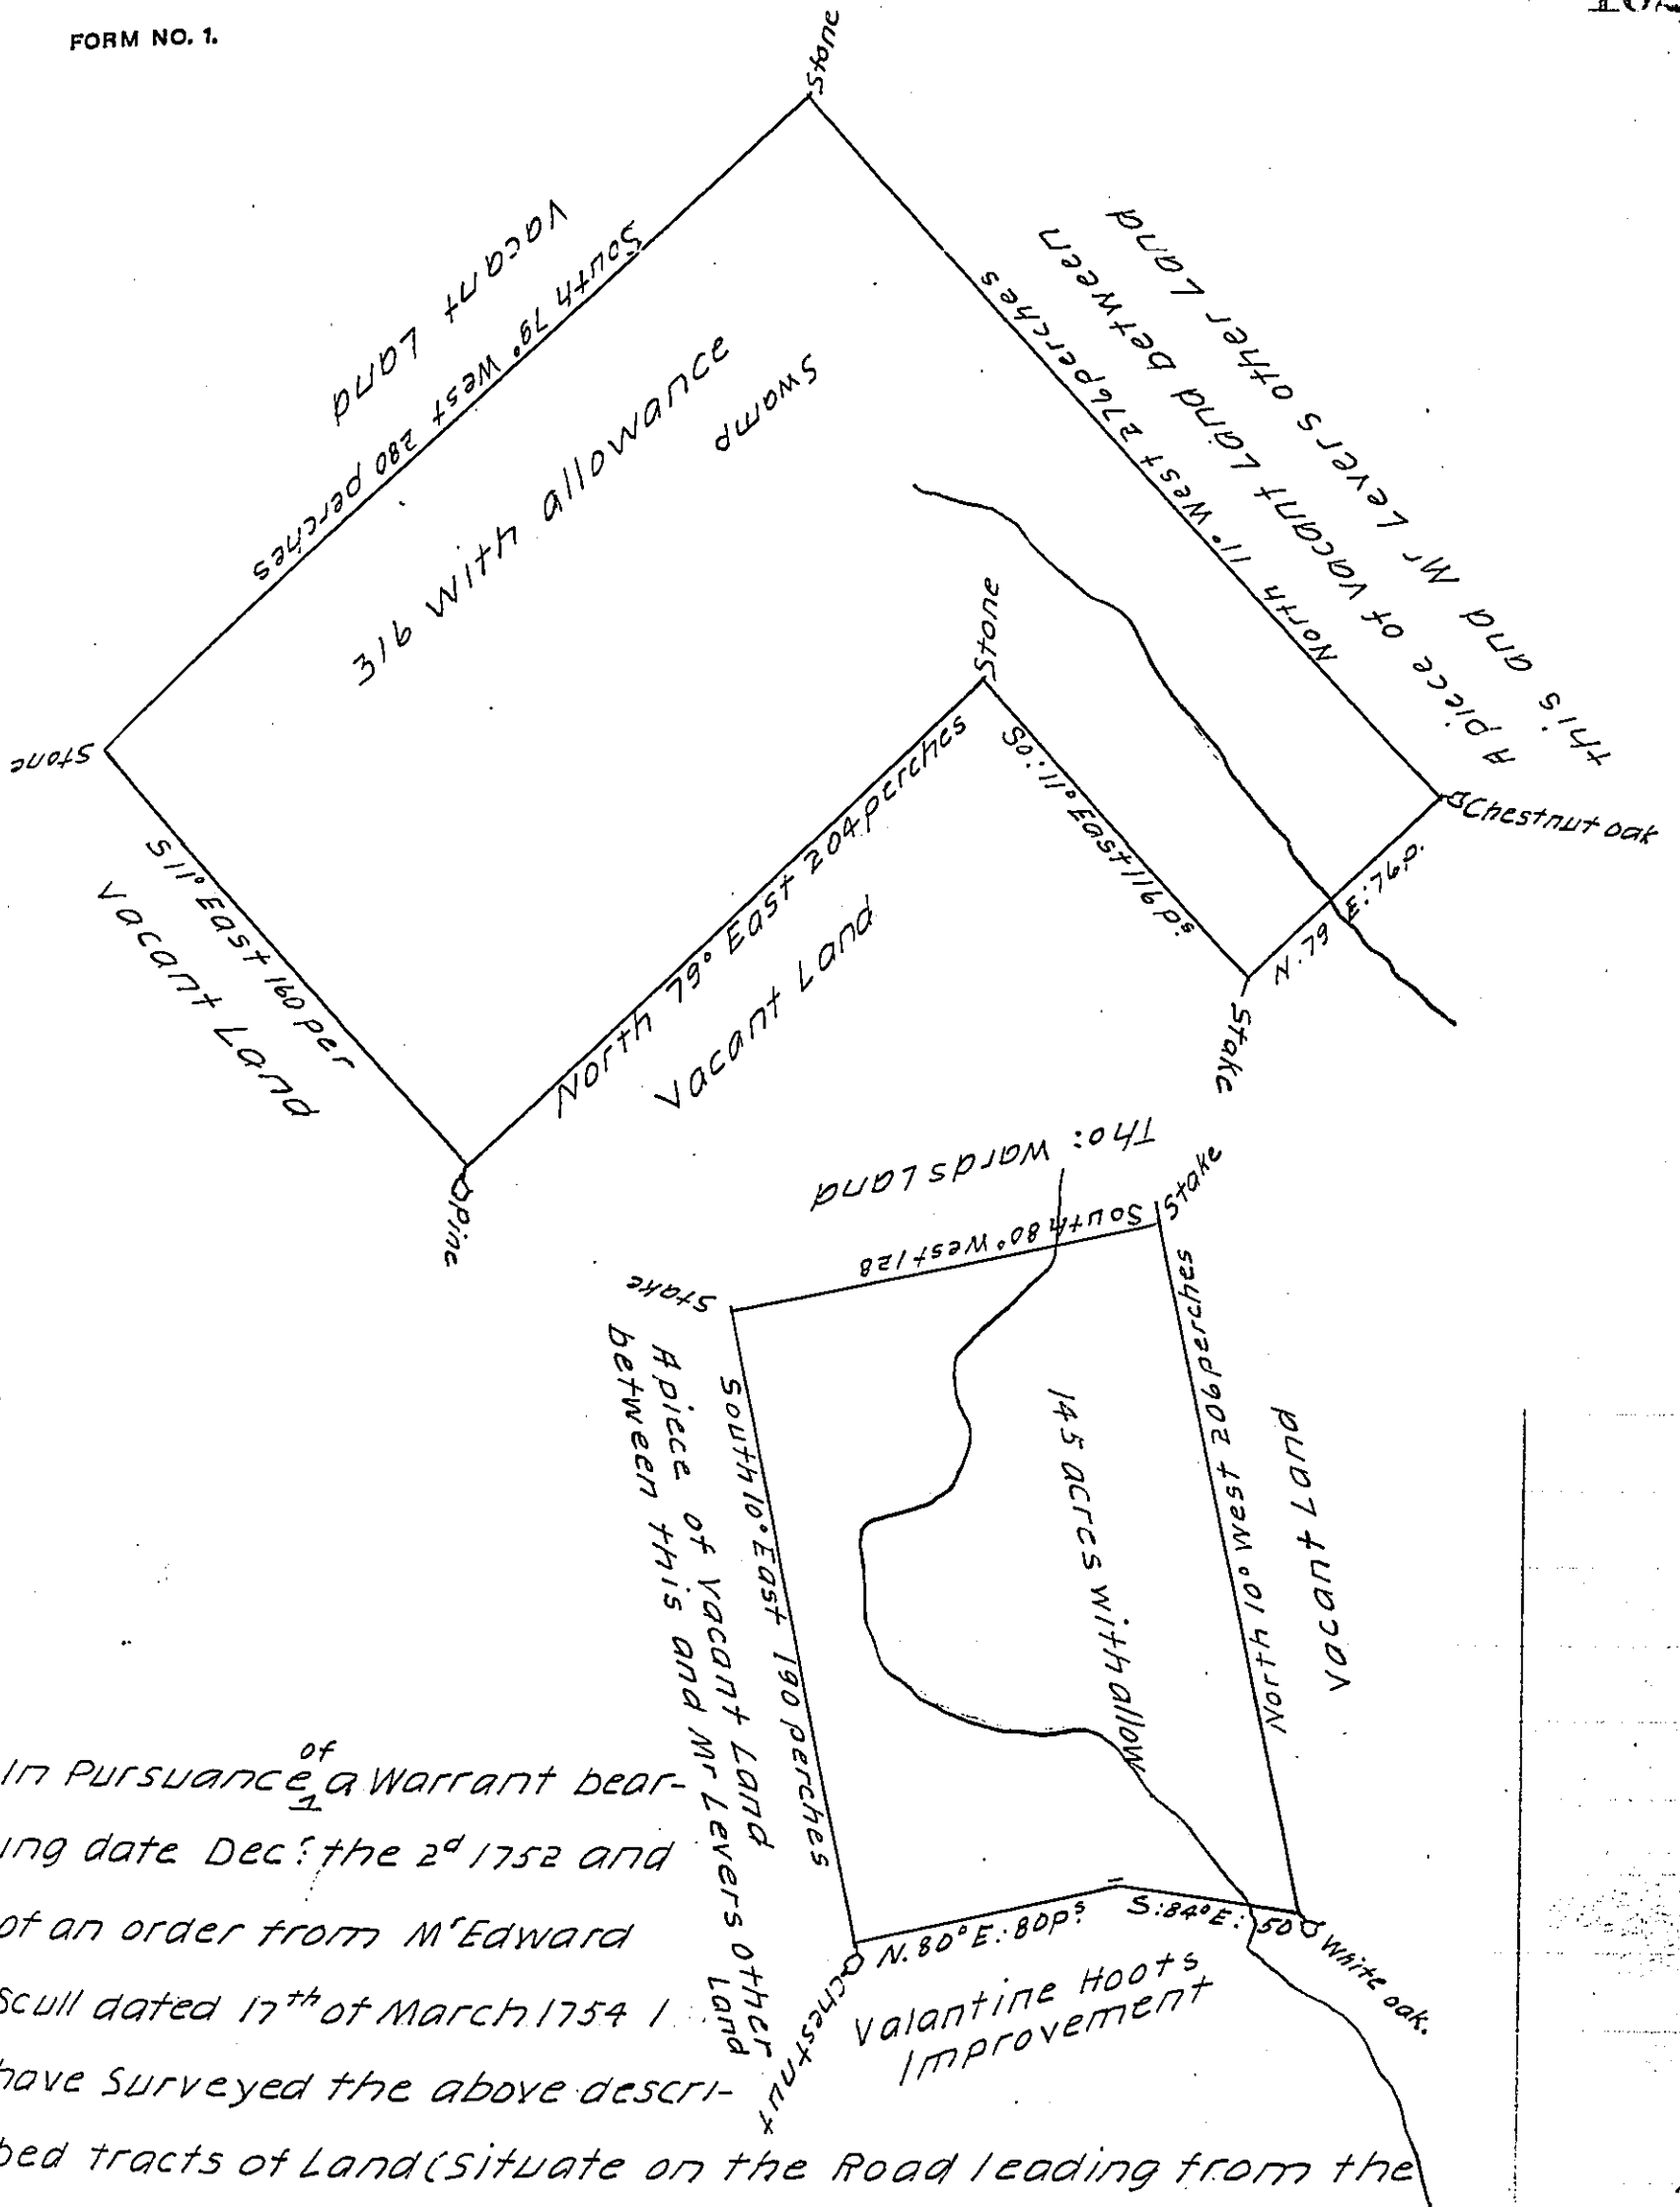 FORM NO. 1.
Stone
Vacant Land
South 79° West 280 perches
316 with allowance
Swamp
North 11° West 276 perches
A piece of vacant Land between
this and Mr Levers other Land
Stone
Stone
S 11° East 160 per
Vacant Land
North 79° East 204 perches
Vacant Land
So: 11° East 116 ps
Chestnut oak
N. 79 E: 76 p.
Stake
Pine
Tho: Wards Land
South 80° West 128
Stake
Stake
North 10° West 206 perches
Vacant Land
145 acres with allow
South 10° East 190 perches
A piece of vacant Land
between this and Mr Levers other
Land
N. 80° E: 80 ps
S: 84° E: 50
White oak.
Chestnut
Valantine Hoots
Improvement
In Pursuance of a Warrant bear-
ing date Decr: the 2d 1752 and
of an order from Mr Edward
Scull dated 17th of March 1754 I
have Surveyed the above descri-
bed tracts of Land (Situate on the Road leading from the